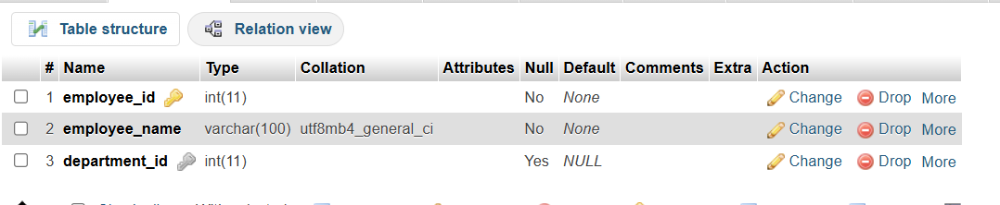 Table structure Relation view
# Name Type Collation Attributes Null Default Comments Extra Action
1 employee_id int(11) No None Change Drop More
2 employee_name varchar(100) utf8mb4_general_ci No None Change Drop More
3 department_id int(11) Yes NULL Change Drop More